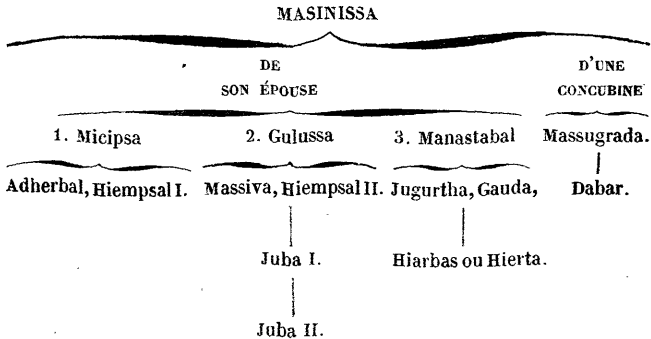 MASINISSA
DE D'UNE
SON ÉPOUSE CONCUBINE
1. Micipsa 2. Gulussa 3. Manastabal Massugrada.
Adherbal, Hiempsal I. Massiva, Hiempsal II. Jugurtha, Gauda, Dabar.
Juba I. Hiarbas ou Hierta.
Juba II.